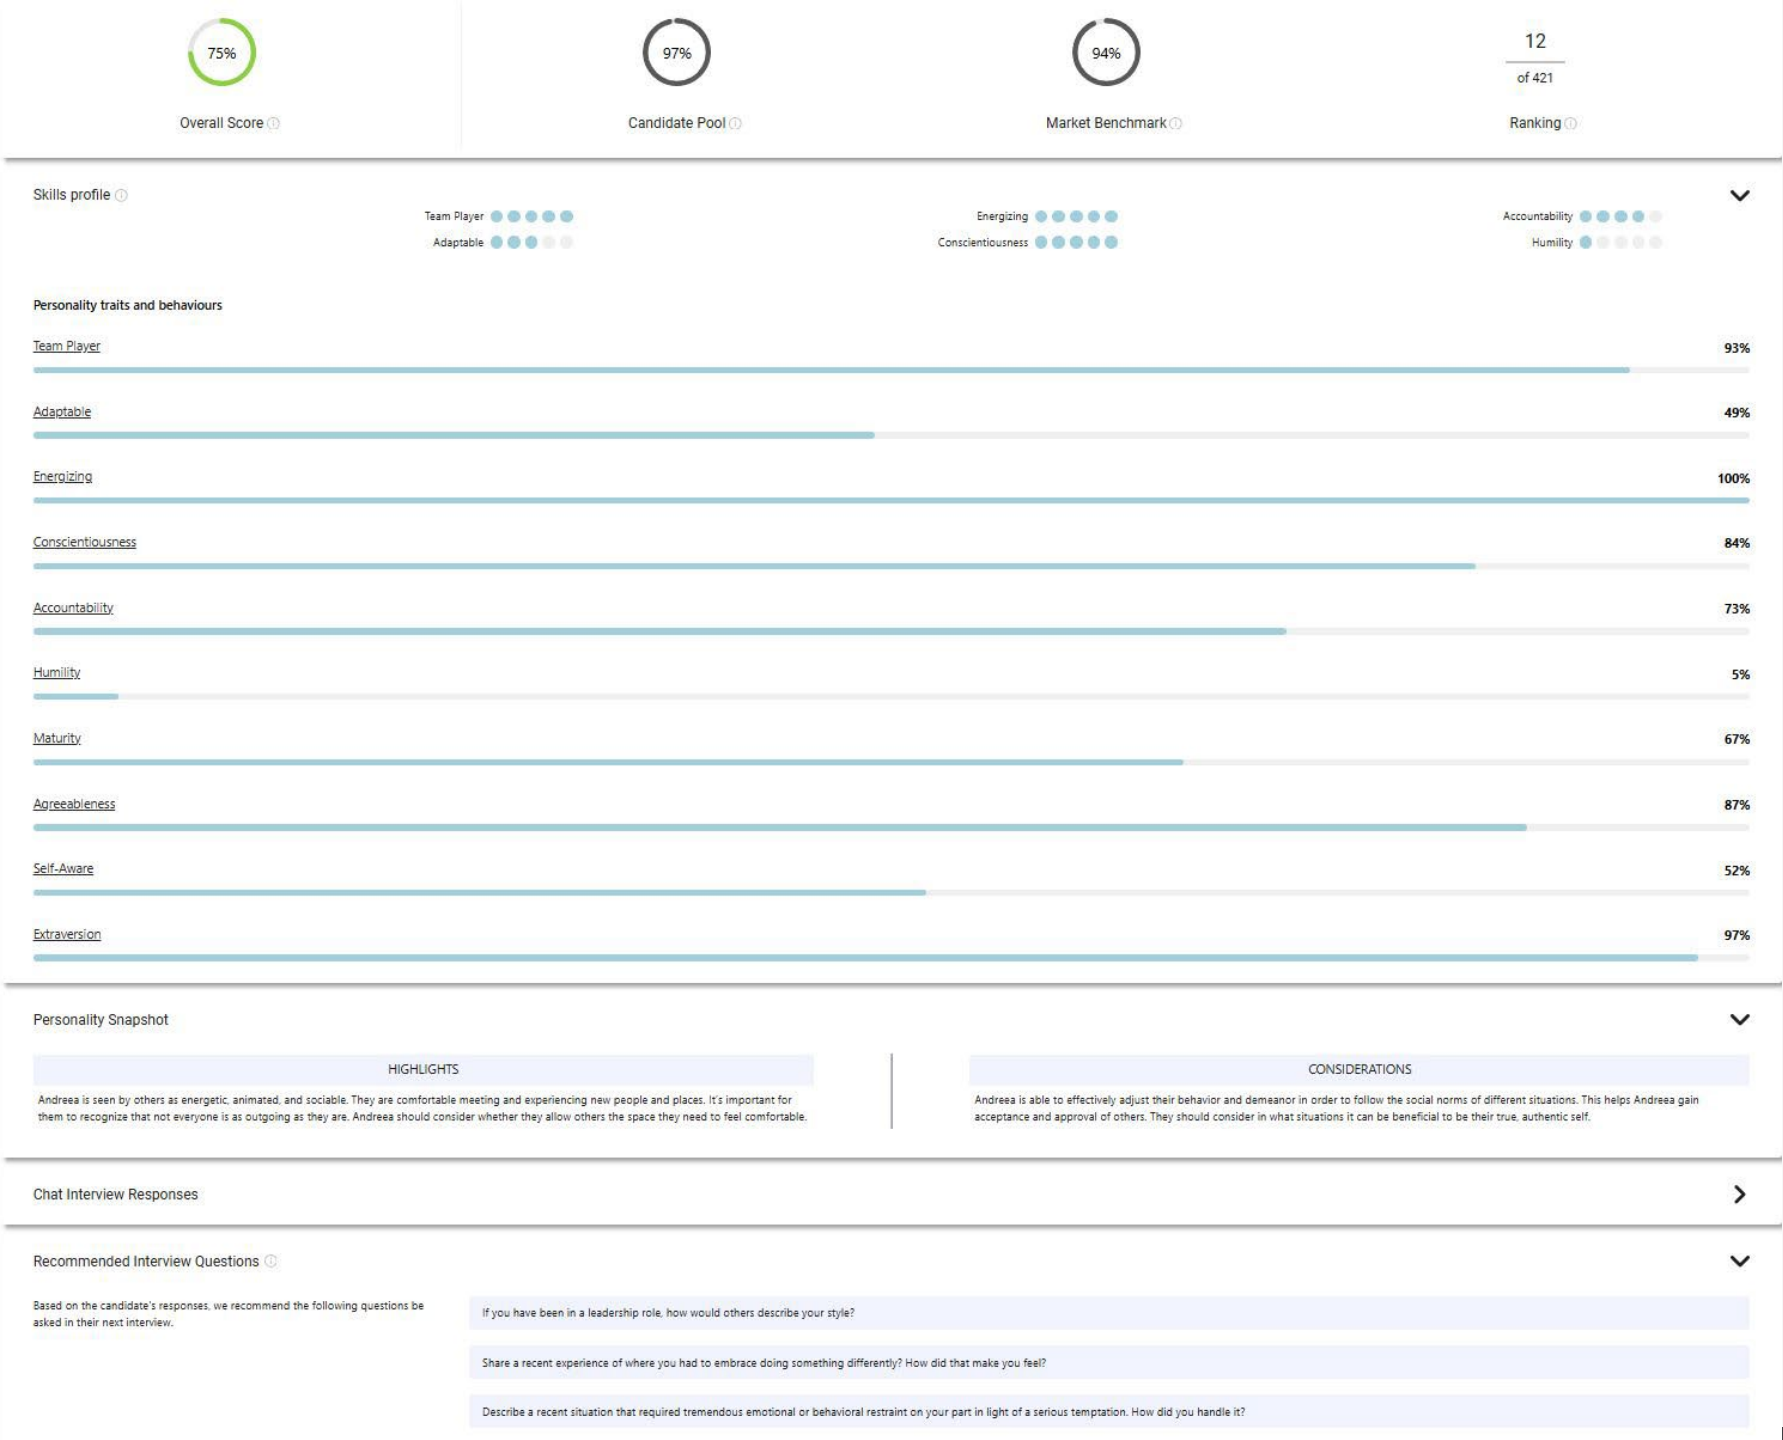 75%
97%
94%
12
of 421
Overall Score
Candidate Pool
Market Benchmark
Ranking
Skills profile
Team Player
Energizing
Accountability
Adaptable
Conscientiousness
Humility
Personality traits and behaviours
Team Player
93%
Adaptable
49%
Energizing
100%
Conscientiousness
84%
Accountability
73%
Humility
5%
Maturity
67%
Agreeableness
87%
Self-Aware
52%
Extraversion
97%
Personality Snapshot
HIGHLIGHTS
Andreea is seen by others as energetic, animated, and sociable. They are comfortable meeting and experiencing new people and places. It's important for
them to recognize that not everyone is as outgoing as they are. Andreea should consider whether they allow others the space they need to feel comfortable.
CONSIDERATIONS
Andreea is able to effectively adjust their behavior and demeanor in order to follow the social norms of different situations. This helps Andreea gain
acceptance and approval of others. They should consider in what situations it can be beneficial to be their true, authentic self.
Chat Interview Responses
Recommended Interview Questions
Based on the candidate's responses, we recommend the following questions be
asked in their next interview.
If you have been in a leadership role, how would others describe your style?
Share a recent experience of where you had to embrace doing something differently? How did that make you feel?
Describe a recent situation that required tremendous emotional or behavioral restraint on your part in light of a serious temptation. How did you handle it?